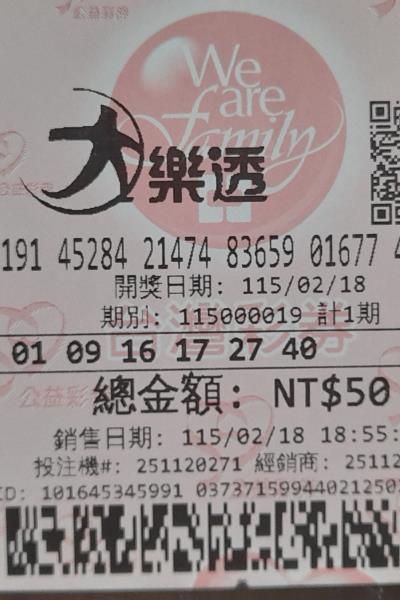 We
are
family
大樂透
191 45284 21474 83659 01677 4
開獎日期: 115/02/18
期別: 115000019 計1期
01 09 16 17 27 40
總金額: NT$50
銷售日期: 115/02/18 18:55:
投注機#: 251120271 經銷商: 25112
ID: 101645345991 037371599440212502